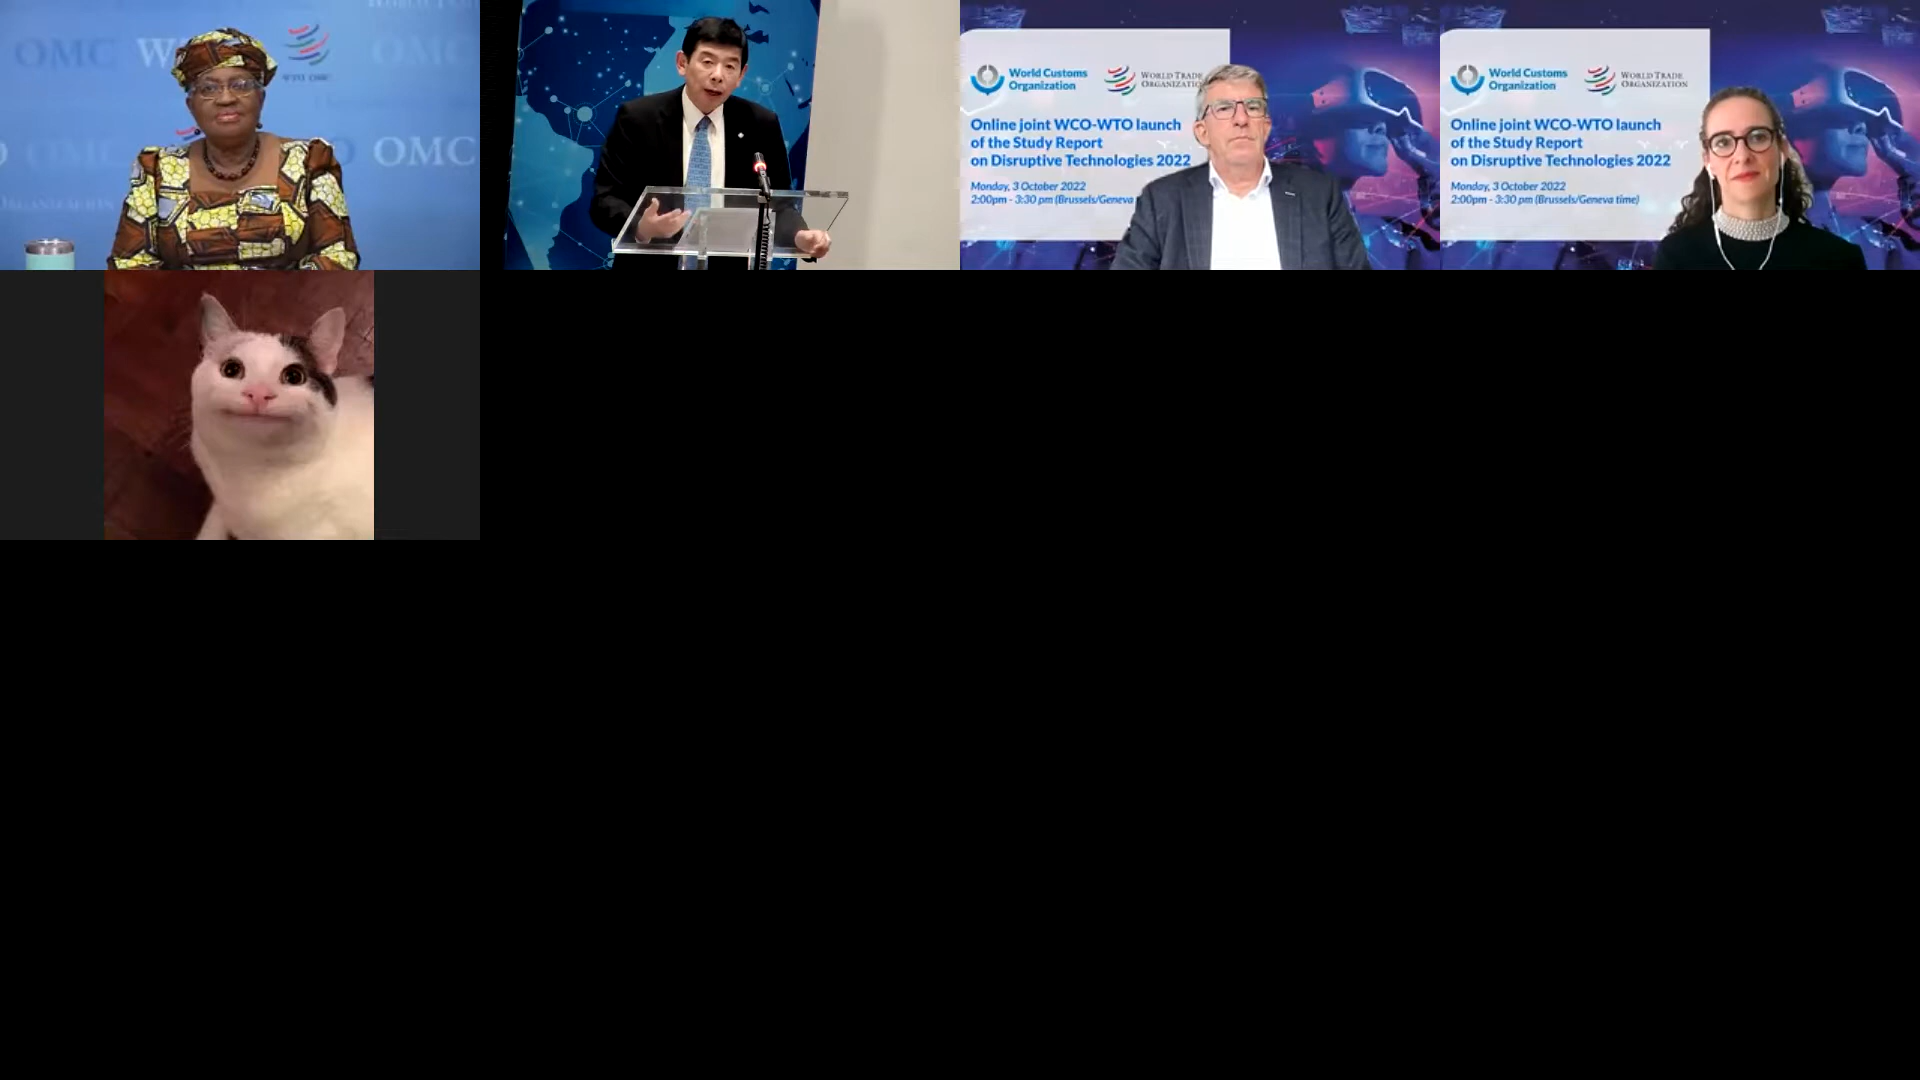 OMC
WTO OMC
OMC
World Customs
Organization
WORLD TRADE
Online joint WCO-WTO launch
of the Study Report
on Disruptive Technologies 2022
Monday, 3 October 2022
2:00pm - 3:30 pm (Brussels/Geneva
World Customs
Organization
WORLD TRADE
ORGANIZATION
Online joint WCO-WTO launch
of the Study Report
on Disruptive Technologies 2022
Monday, 3 October 2022
2:00pm - 3:30 pm (Brussels/Geneva time)